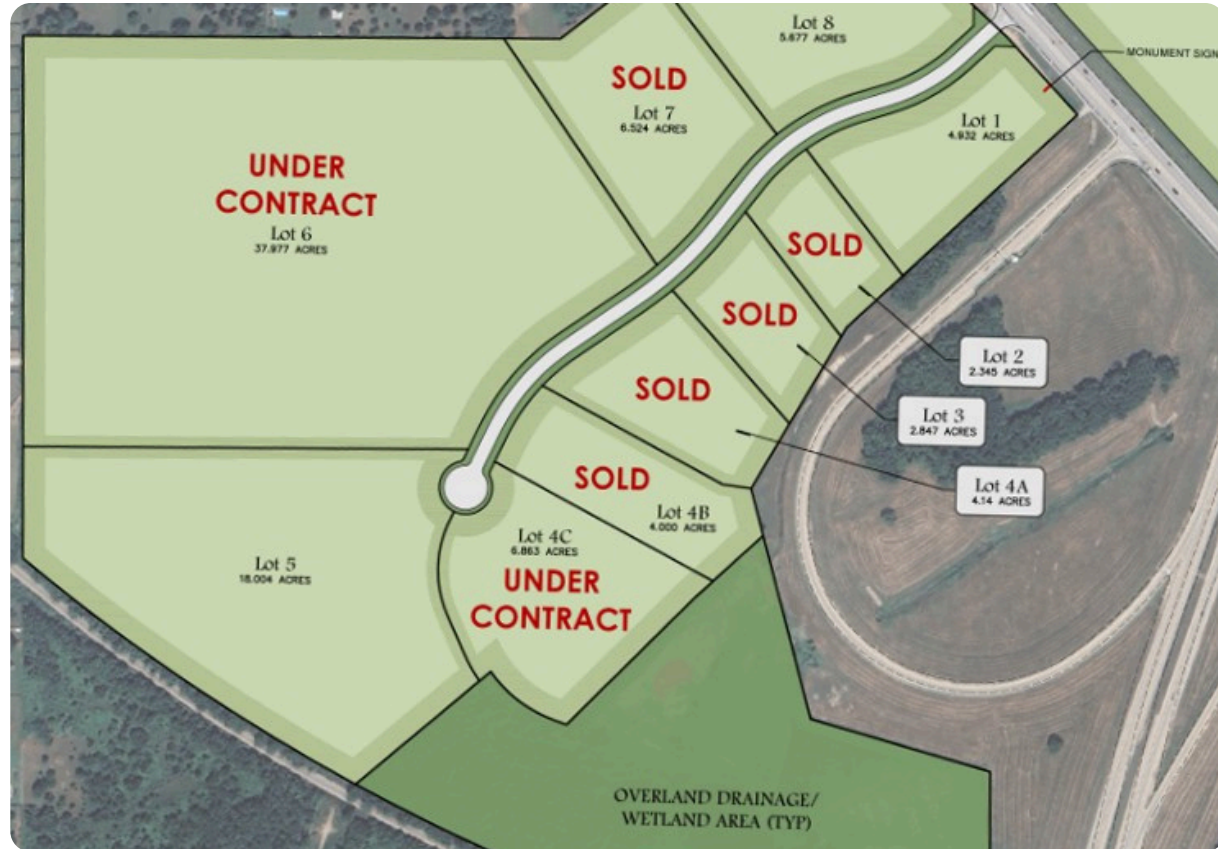 Lot 8
5.677 ACRES
MONUMENT SIGN
SOLD
Lot 7
6.524 ACRES
Lot 1
4.932 ACRES
UNDER
CONTRACT
Lot 6
37.977 ACRES
SOLD
SOLD
Lot 2
2.345 ACRES
SOLD
Lot 3
2.847 ACRES
SOLD
Lot 4B
4.000 ACRES
Lot 4A
4.14 ACRES
Lot 4C
6.863 ACRES
UNDER
CONTRACT
Lot 5
18.004 ACRES
OVERLAND DRAINAGE/
WETLAND AREA (TYP)